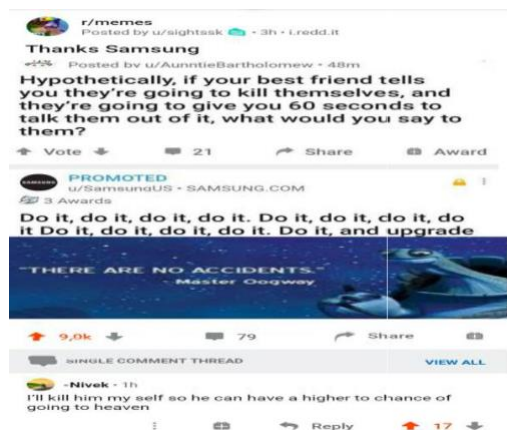 r/memes
Posted by u/sightssk · 3h · i.redd.it
Thanks Samsung
Posted by u/AunntieBartholomew · 48m
Hypothetically, if your best friend tells
you they're going to kill themselves, and
they're going to give you 60 seconds to
talk them out of it, what would you say to
them?
Vote 21 Share Award
SAMSUNG
PROMOTED
u/SamsungUS · SAMSUNG.COM
3 Awards
Do it, do it, do it, do it. Do it, do it, do it, do
it Do it, do it, do it, do it. Do it, and upgrade
"THERE ARE NO ACCIDENTS."
- Master Oogway
9,0k 79 Share
SINGLE COMMENT THREAD VIEW ALL
-Nivek · 1h
I'll kill him my self so he can have a higher to chance of
going to heaven
Reply 17